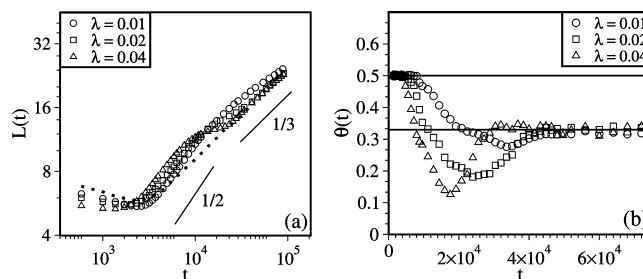 32
16
8
4
L(t)
○ λ = 0.01
□ λ = 0.02
△ λ = 0.04
1/3
1/2
(a)
10³ 10⁴ 10⁵
t
0.6
0.5
0.4
0.3
0.2
0.1
0
θ(t)
λ = 0.01 ○
λ = 0.02 □
λ = 0.04 △
(b)
0 2×10⁴ 4×10⁴ 6×10⁴
t